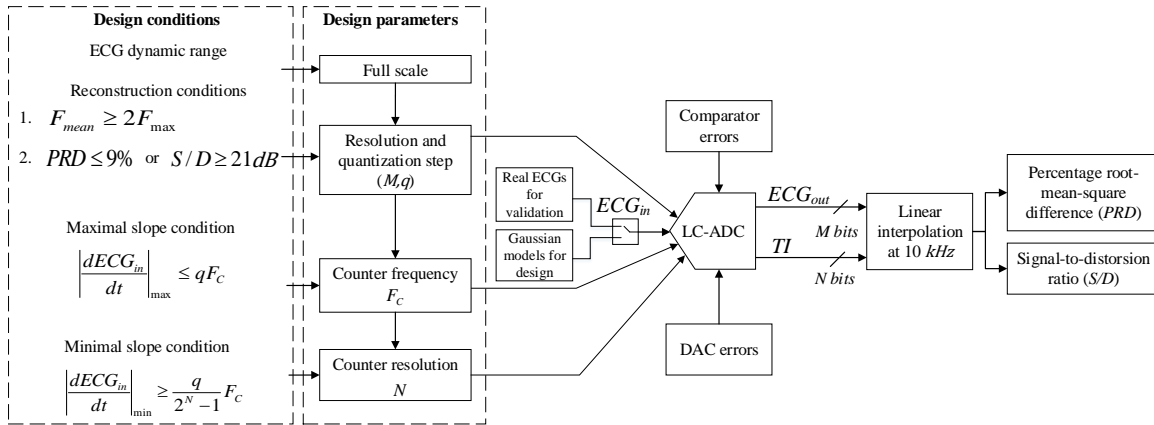 Design conditions
ECG dynamic range
Reconstruction conditions
1. F_mean ≥ 2F_max
2. PRD ≤ 9% or S / D ≥ 21dB
Maximal slope condition
|dECG_in/dt|_max ≤ qF_C
Minimal slope condition
|dECG_in/dt|_min ≥ q/(2^N − 1) F_C
Design parameters
Full scale
Resolution and
quantization step
(M,q)
Counter frequency
F_C
Counter resolution
N
Real ECGs
for
validation
Gaussian
models for
design
ECG_in
Comparator
errors
LC-ADC
DAC errors
ECG_out
M bits
TI
N bits
Linear
interpolation
at 10 kHz
Percentage root-
mean-square
difference (PRD)
Signal-to-distorsion
ratio (S/D)